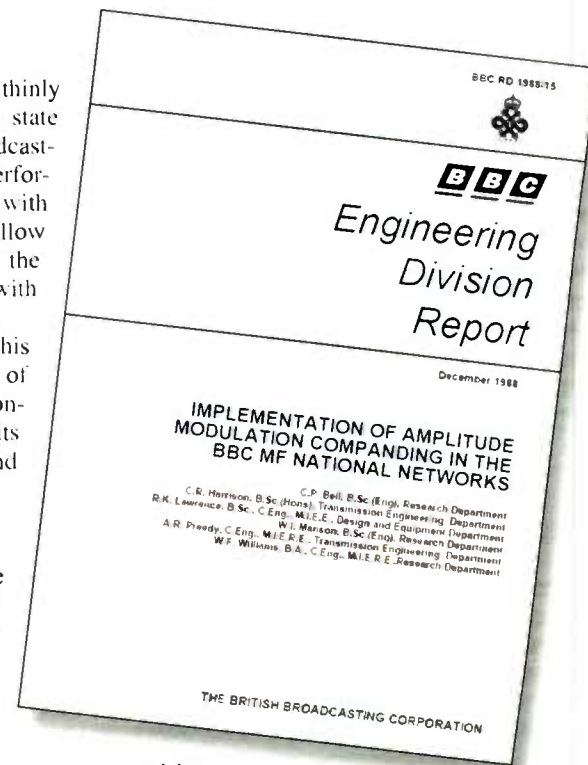 thinly
state
dcast-
erfor-
with
llow
the
with
his
of
on-
its
nd
e
BBC RD 1988-15
BBC
Engineering
Division
Report
December 1988
IMPLEMENTATION OF AMPLITUDE
MODULATION COMPANDING IN THE
BBC MF NATIONAL NETWORKS
C.P. Bell, B.Sc (Eng), Research Department
C.R. Harrison, B.Sc (Hons), Transmission Engineering Department
R.K. Lawrence, B.Sc., C.Eng., M.I.E.E., Design and Equipment Department
W.I. Manson, B.Sc (Eng), Research Department
A.R. Preedy, C.Eng., M.I.E.R.E., Transmission Engineering Department
W.F. Williams, B.A., C.Eng., M.I.E.R.E., Research Department
THE BRITISH BROADCASTING CORPORATION